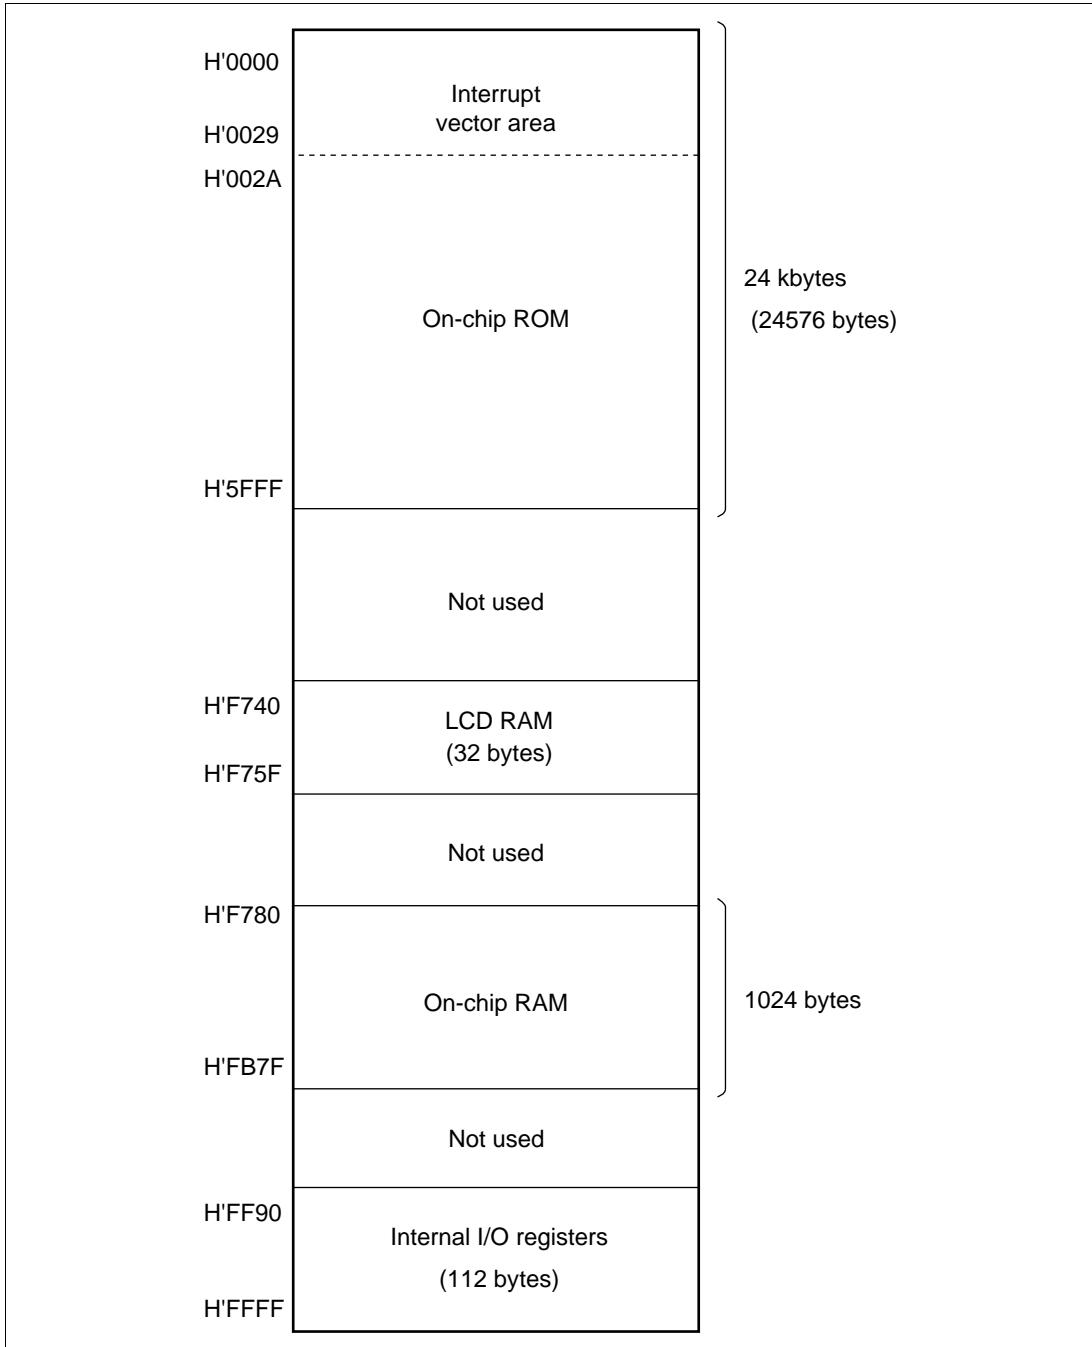 H'0000
Interrupt
vector area
H'0029
H'002A
24 kbytes
On-chip ROM
(24576 bytes)
H'5FFF
Not used
H'F740
LCD RAM
(32 bytes)
H'F75F
Not used
H'F780
On-chip RAM
1024 bytes
H'FB7F
Not used
H'FF90
Internal I/O registers
(112 bytes)
H'FFFF